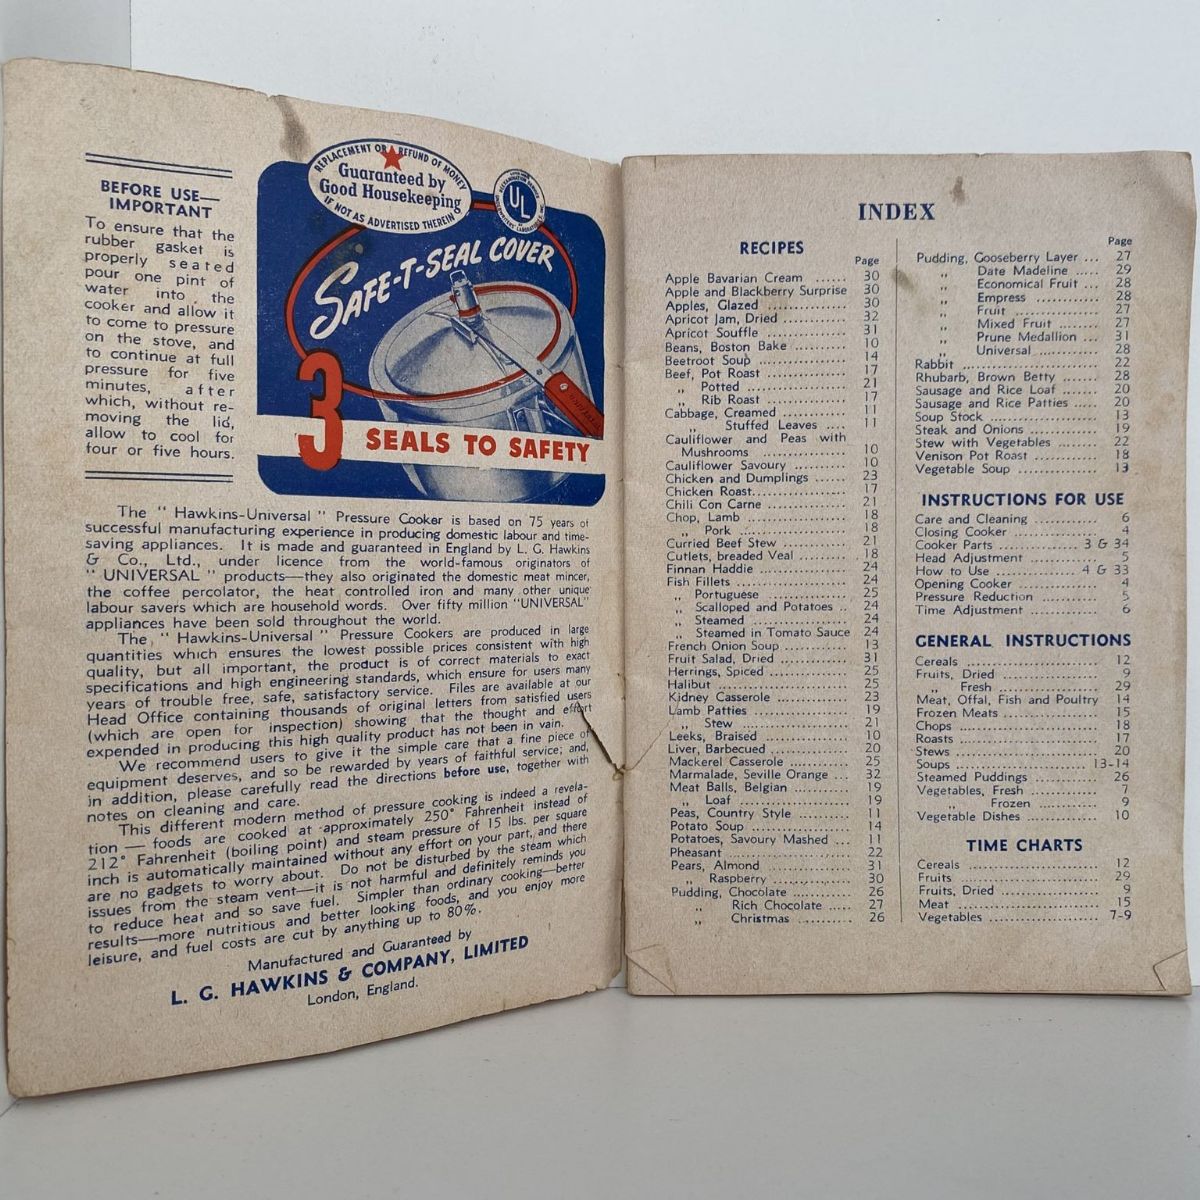 BEFORE USE—
IMPORTANT
To ensure that the
rubber gasket is
properly seated
pour one pint of
water into the
cooker and allow it
to come to pressure
on the stove, and
to continue at full
pressure for five
minutes, after
which, without re-
moving the lid,
allow to cool for
four or five hours.
REPLACEMENT OR REFUND OF MONEY
Guaranteed by
Good Housekeeping
IF NOT AS ADVERTISED THEREIN
UL
SAFE-T-SEAL COVER
3 SEALS TO SAFETY
The " Hawkins-Universal " Pressure Cooker is based on 75 years of
successful manufacturing experience in producing domestic labour and time-
saving appliances. It is made and guaranteed in England by L. G. Hawkins
& Co., Ltd., under licence from the world-famous originators of
" UNIVERSAL " products—they also originated the domestic meat mincer,
the coffee percolator, the heat controlled iron and many other unique
labour savers which are household words. Over fifty million "UNIVERSAL"
appliances have been sold throughout the world.
The " Hawkins-Universal " Pressure Cookers are produced in large
quantities which ensures the lowest possible prices consistent with high
quality, but all important, the product is of correct materials to exact
specifications and high engineering standards, which ensure for users many
years of trouble free, safe, satisfactory service. Files are available at our
Head Office containing thousands of original letters from satisfied users
(which are open for inspection) showing that the thought and effort
expended in producing this high quality product has not been in vain.
We recommend users to give it the simple care that a fine piece of
equipment deserves, and so be rewarded by years of faithful service; and,
in addition, please carefully read the directions before use, together with
notes on cleaning and care.
This different modern method of pressure cooking is indeed a revela-
tion — foods are cooked at approximately 250° Fahrenheit instead of
212° Fahrenheit (boiling point) and steam pressure of 15 lbs. per square
inch is automatically maintained without any effort on your part, and there
are no gadgets to worry about. Do not be disturbed by the steam which
issues from the steam vent—it is not harmful and definitely reminds you
to reduce heat and so save fuel. Simpler than ordinary cooking—better
results—more nutritious and better looking foods, and you enjoy more
leisure, and fuel costs are cut by anything up to 80%.
Manufactured and Guaranteed by
L. G. HAWKINS & COMPANY, LIMITED
London, England.
INDEX
RECIPES
Page
Apple Bavarian Cream ...... 30
Apple and Blackberry Surprise 30
Apples, Glazed ............ 30
Apricot Jam, Dried ........ 32
Apricot Souffle ........... 31
Beans, Boston Bake ........ 10
Beetroot Soup ............. 14
Beef, Pot Roast ........... 17
„ Potted ............ 21
„ Rib Roast ......... 17
Cabbage, Creamed .......... 11
„ Stuffed Leaves .... 11
Cauliflower and Peas with
Mushrooms ............. 10
Cauliflower Savoury ....... 10
Chicken and Dumplings ..... 23
Chicken Roast............. 17
Chili Con Carne ........... 21
Chop, Lamb ................ 18
„ Pork .............. 18
Curried Beef Stew ......... 21
Cutlets, breaded Veal ..... 18
Finnan Haddie ............. 24
Fish Fillets .............. 24
„ Portuguese ........ 25
„ Scalloped and Potatoes .. 24
„ Steamed ........... 24
„ Steamed in Tomato Sauce 24
French Onion Soup ......... 13
Fruit Salad, Dried ........ 31
Herrings, Spiced .......... 25
Halibut ................... 25
Kidney Casserole .......... 23
Lamb Patties .............. 19
„ Stew .............. 21
Leeks, Braised ............ 10
Liver, Barbecued .......... 20
Mackerel Casserole ........ 25
Marmalade, Seville Orange ... 32
Meat Balls, Belgian ....... 19
„ Loaf .............. 19
Peas, Country Style ....... 11
Potato Soup ............... 14
Potatoes, Savoury Mashed ... 11
Pheasant .................. 22
Pears, Almond ............. 31
„ Raspberry ......... 30
Pudding, Chocolate ........ 26
„ Rich Chocolate .... 27
„ Christmas ......... 26
Page
Pudding, Gooseberry Layer ... 27
„ Date Madeline ..... 29
„ Economical Fruit ... 28
„ Empress ........... 28
„ Fruit ............. 27
„ Mixed Fruit ....... 27
„ Prune Medallion ... 31
„ Universal ......... 28
Rabbit .................... 22
Rhubarb, Brown Betty ...... 28
Sausage and Rice Loaf ..... 20
Sausage and Rice Patties .... 20
Soup Stock ................ 13
Steak and Onions .......... 19
Stew with Vegetables ...... 22
Venison Pot Roast ......... 18
Vegetable Soup ............ 13
INSTRUCTIONS FOR USE
Care and Cleaning ......... 6
Closing Cooker ............ 4
Cooker Parts .......... 3 & 34
Head Adjustment ........... 5
How to Use ............ 4 & 33
Opening Cooker ............ 4
Pressure Reduction ........ 5
Time Adjustment ........... 6
GENERAL INSTRUCTIONS
Cereals ................... 12
Fruits, Dried ............. 9
„ Fresh ............. 29
Meat, Offal, Fish and Poultry 14
Frozen Meats .............. 15
Chops ..................... 18
Roasts .................... 17
Stews ..................... 20
Soups .................. 13-14
Steamed Puddings .......... 26
Vegetables, Fresh ......... 7
„ Frozen ............ 9
Vegetable Dishes .......... 10
TIME CHARTS
Cereals ................... 12
Fruits .................... 29
Fruits, Dried ............. 9
Meat ...................... 15
Vegetables .............. 7-9